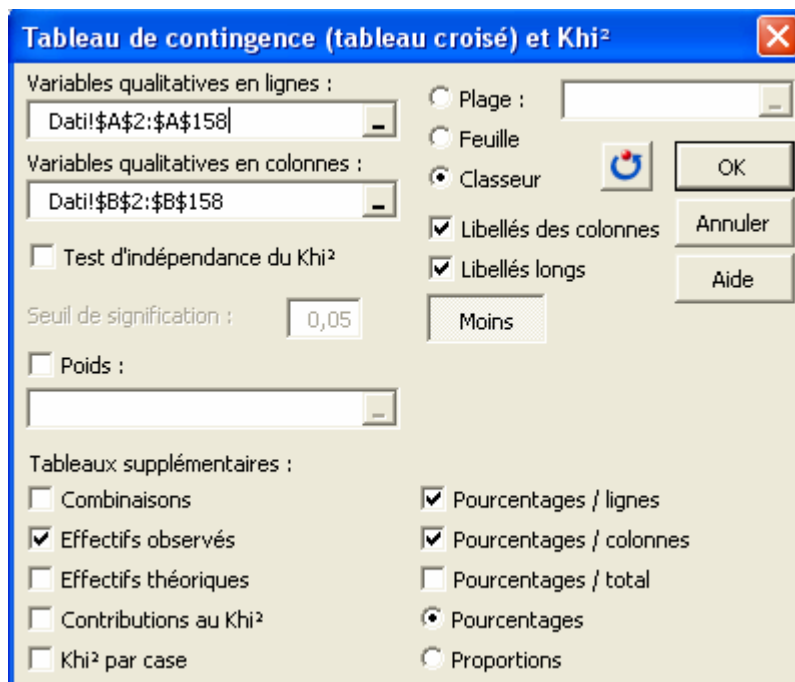 Tableau de contingence (tableau croisé) et Khi²
Variables qualitatives en lignes :
Dati!$A$2:$A$158
_
Variables qualitatives en colonnes :
Dati!$B$2:$B$158
_
Test d'indépendance du Khi²
Seuil de signification :
0,05
Poids :
_
Plage :
_
Feuille
Classeur
Libellés des colonnes
Libellés longs
Moins
OK
Annuler
Aide
Tableaux supplémentaires :
Combinaisons
Effectifs observés
Effectifs théoriques
Contributions au Khi²
Khi² par case
Pourcentages / lignes
Pourcentages / colonnes
Pourcentages / total
Pourcentages
Proportions